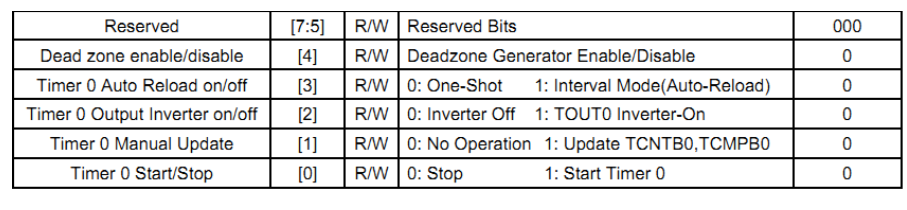 Reserved [7:5] R/W Reserved Bits 000
Dead zone enable/disable [4] R/W Deadzone Generator Enable/Disable 0
Timer 0 Auto Reload on/off [3] R/W 0: One-Shot 1: Interval Mode(Auto-Reload) 0
Timer 0 Output Inverter on/off [2] R/W 0: Inverter Off 1: TOUT0 Inverter-On 0
Timer 0 Manual Update [1] R/W 0: No Operation 1: Update TCNTB0,TCMPB0 0
Timer 0 Start/Stop [0] R/W 0: Stop 1: Start Timer 0 0